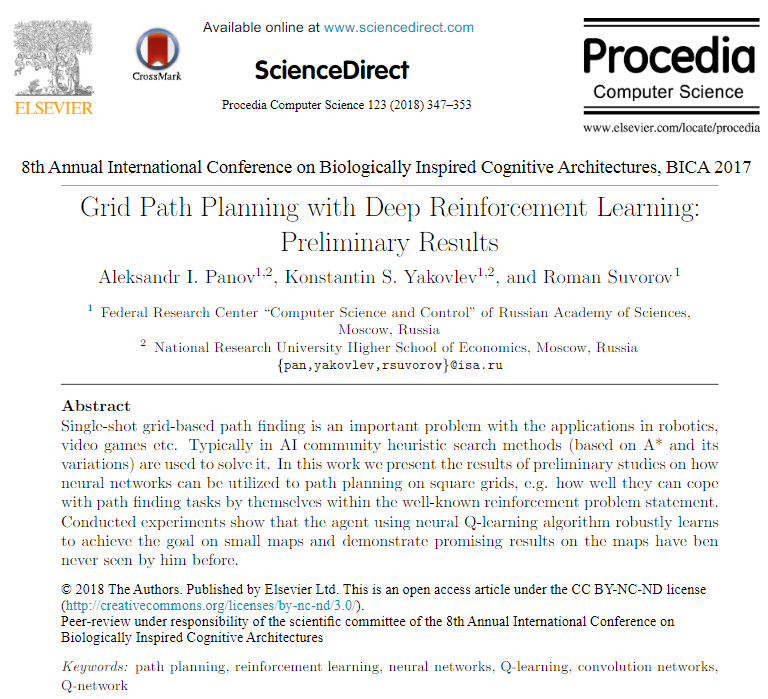 Available online at www.sciencedirect.com
ELSEVIER
CrossMark
ScienceDirect
Procedia Computer Science 123 (2018) 347–353
Procedia
Computer Science
www.elsevier.com/locate/procedia
8th Annual International Conference on Biologically Inspired Cognitive Architectures, BICA 2017
Grid Path Planning with Deep Reinforcement Learning:
Preliminary Results
Aleksandr I. Panov1,2, Konstantin S. Yakovlev1,2, and Roman Suvorov1
1 Federal Research Center “Computer Science and Control” of Russian Academy of Sciences,
Moscow, Russia
2 National Research University Higher School of Economics, Moscow, Russia
{pan,yakovlev,rsuvorov}@isa.ru
Abstract
Single-shot grid-based path finding is an important problem with the applications in robotics,
video games etc. Typically in AI community heuristic search methods (based on A* and its
variations) are used to solve it. In this work we present the results of preliminary studies on how
neural networks can be utilized to path planning on square grids, e.g. how well they can cope
with path finding tasks by themselves within the well-known reinforcement problem statement.
Conducted experiments show that the agent using neural Q-learning algorithm robustly learns
to achieve the goal on small maps and demonstrate promising results on the maps have ben
never seen by him before.
© 2018 The Authors. Published by Elsevier Ltd. This is an open access article under the CC BY-NC-ND license
(http://creativecommons.org/licenses/by-nc-nd/3.0/).
Peer-review under responsibility of the scientific committee of the 8th Annual International Conference on
Biologically Inspired Cognitive Architectures
Keywords: path planning, reinforcement learning, neural networks, Q-learning, convolution networks,
Q-network